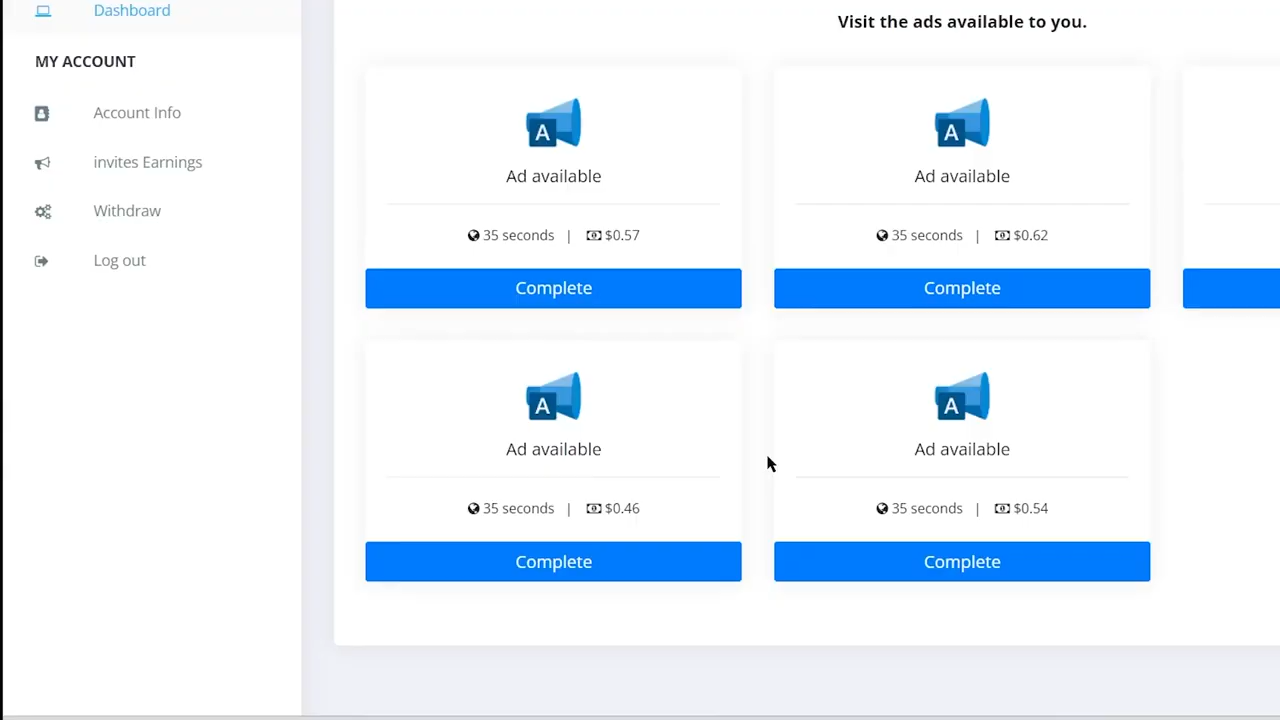 Dashboard
MY ACCOUNT
Account Info
invites Earnings
Withdraw
Log out
Visit the ads available to you.
A
Ad available
35 seconds | $0.57
Complete
A
Ad available
35 seconds | $0.62
Complete
A
Ad available
35 seconds | $0.46
Complete
A
Ad available
35 seconds | $0.54
Complete